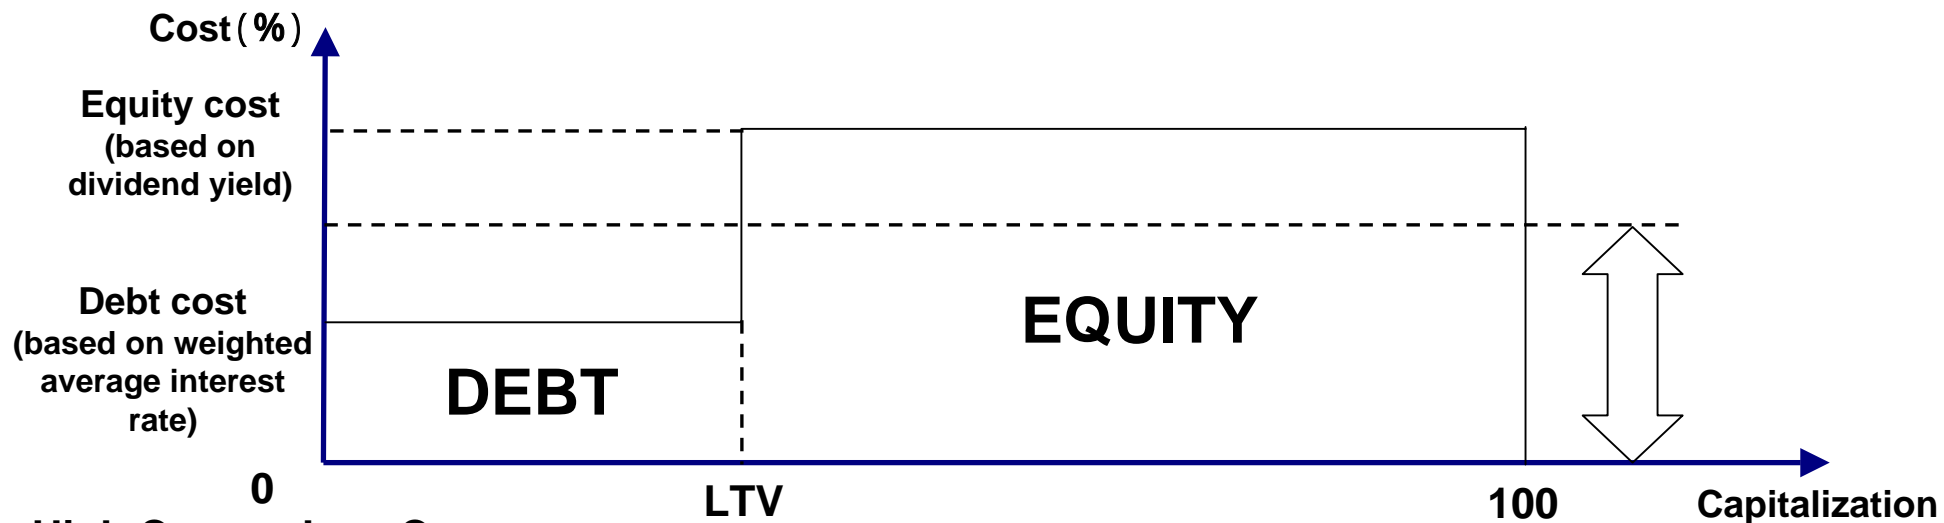 Cost（%）
Equity cost
(based on
dividend yield)
Debt cost
(based on weighted
average interest
rate)
DEBT
EQUITY
0
LTV
100
Capitalization